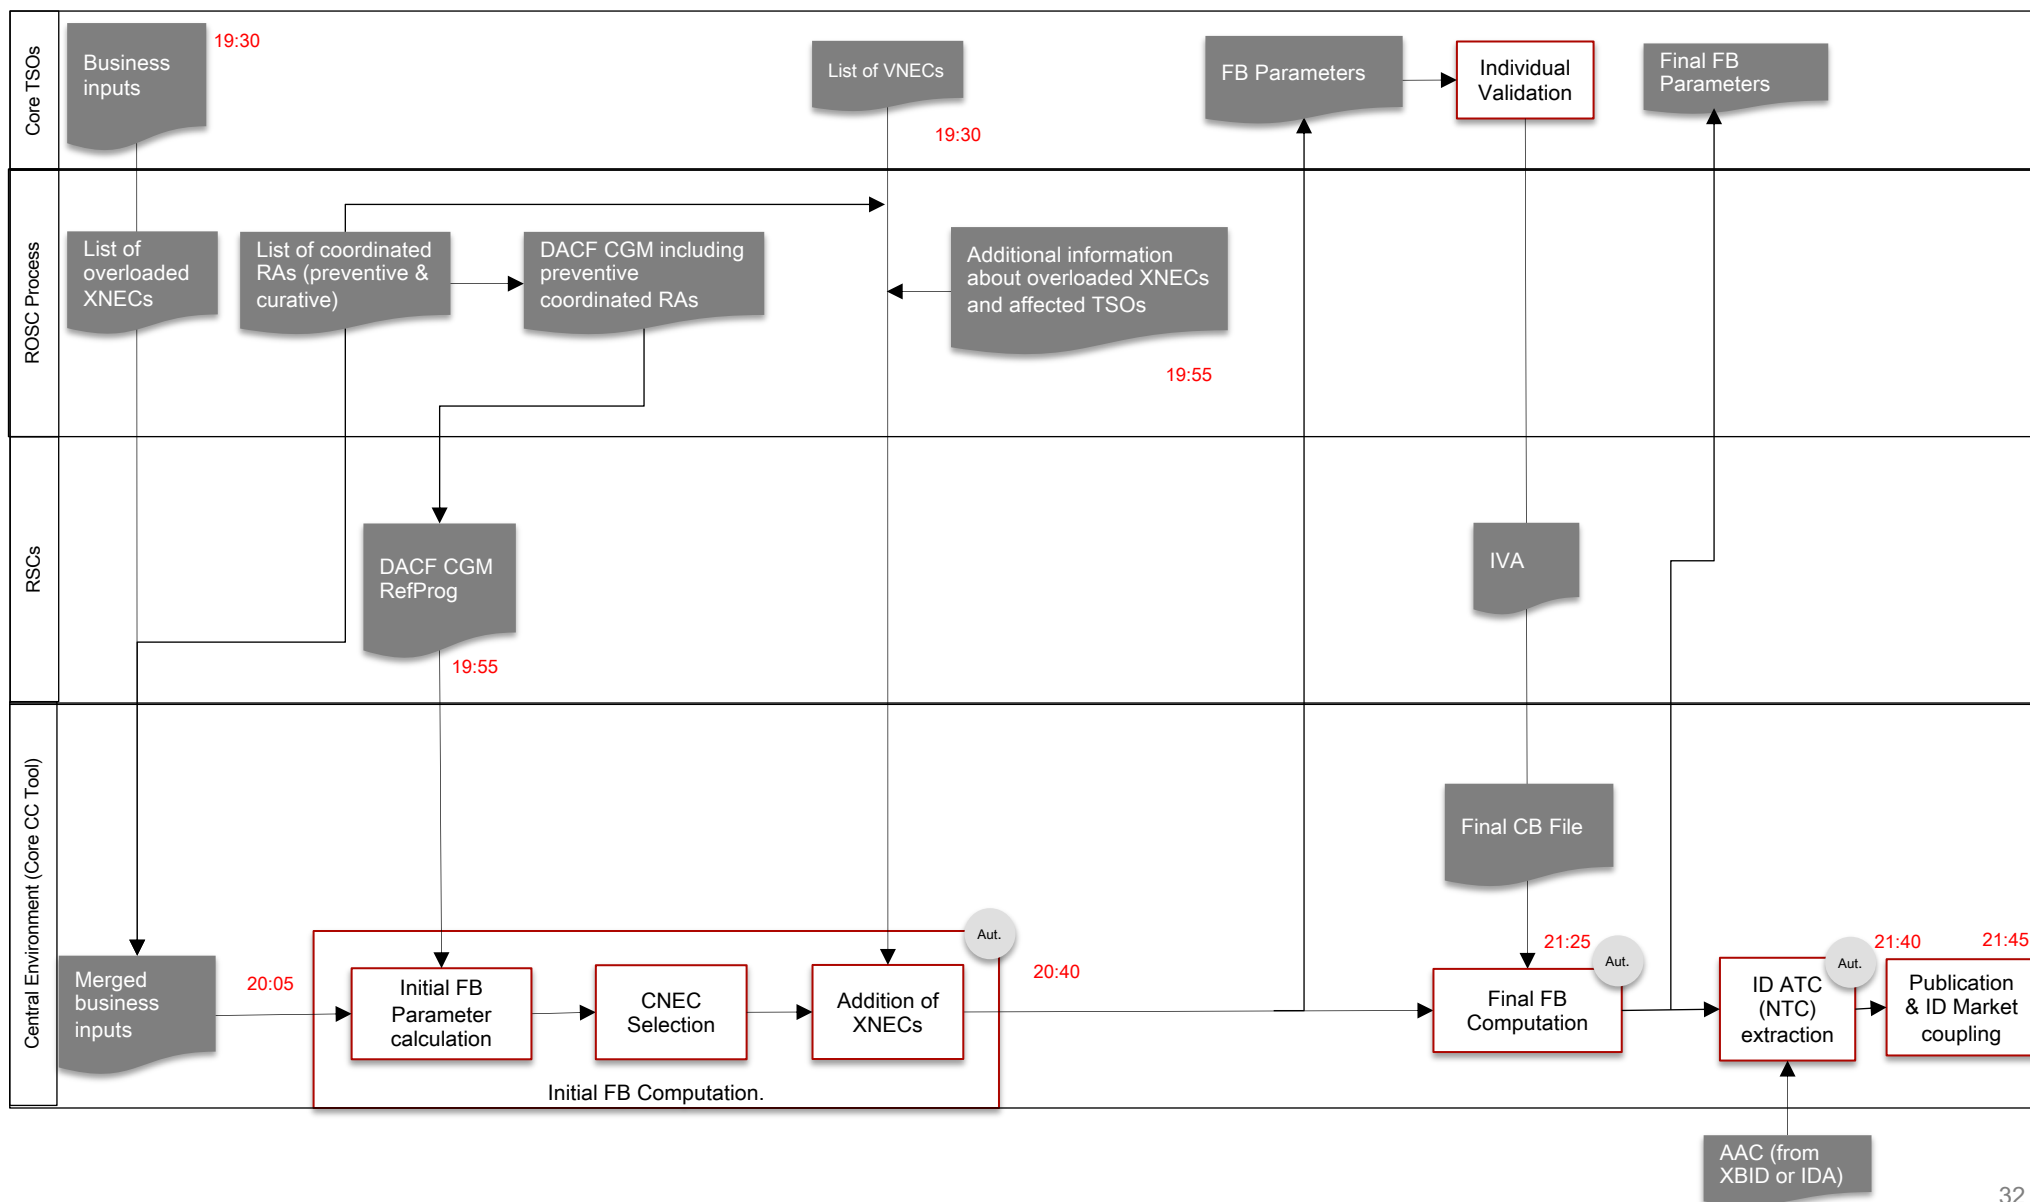 Core TSOs
Business
inputs
19:30
List of VNECs
19:30
FB Parameters
Individual
Validation
Final FB
Parameters
ROSC Process
List of
overloaded
XNECs
List of coordinated
RAs (preventive &
curative)
DACF CGM including
preventive
coordinated RAs
Additional information
about overloaded XNECs
and affected TSOs
19:55
RSCs
DACF CGM
RefProg
19:55
IVA
Central Environment (Core CC Tool)
Final CB File
Merged
business
inputs
20:05
Initial FB
Parameter
calculation
CNEC
Selection
Addition of
XNECs
Aut.
20:40
Initial FB Computation.
21:25
Aut.
Final FB
Computation
Aut.
21:40
ID ATC
(NTC)
extraction
21:45
Publication
& ID Market
coupling
AAC (from
XBID or IDA)
32